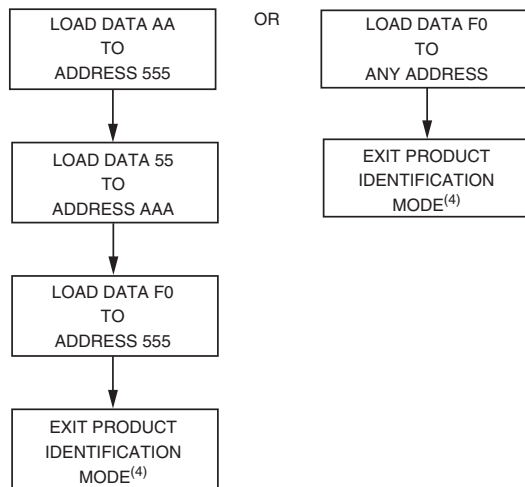 LOAD DATA AA
TO
ADDRESS 555
LOAD DATA 55
TO
ADDRESS AAA
LOAD DATA F0
TO
ADDRESS 555
EXIT PRODUCT
IDENTIFICATION
MODE(4)
OR
LOAD DATA F0
TO
ANY ADDRESS
EXIT PRODUCT
IDENTIFICATION
MODE(4)